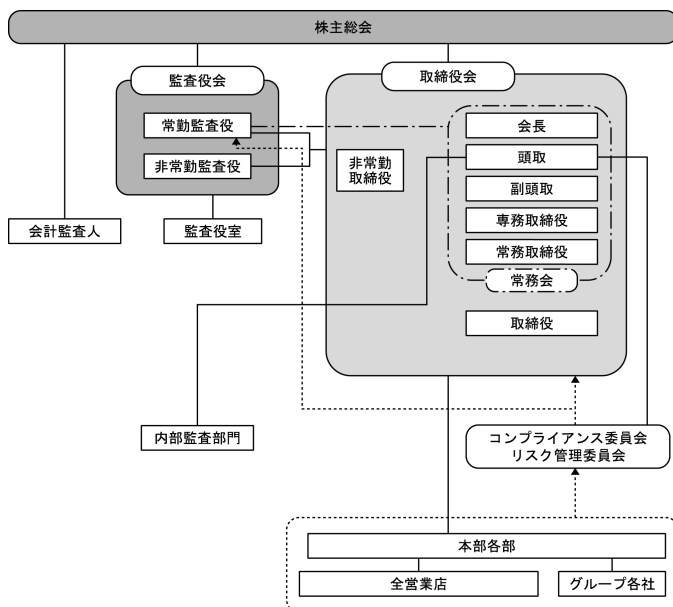 株主総会
監査役会
取締役会
常勤監査役
非常勤監査役
非常勤
取締役
会長
頭取
副頭取
専務取締役
常務取締役
常務会
取締役
会計監査人
監査役室
内部監査部門
コンプライアンス委員会
リスク管理委員会
本部各部
全営業店
グループ各社